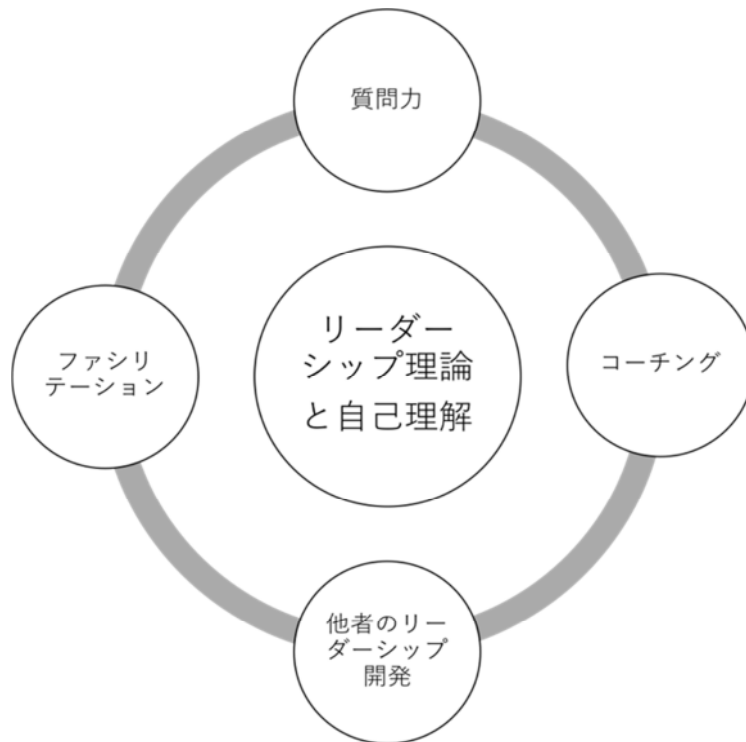 質問力
ファシリ
テーション
リーダー
シップ理論
と自己理解
コーチング
他者のリー
ダーシップ
開発